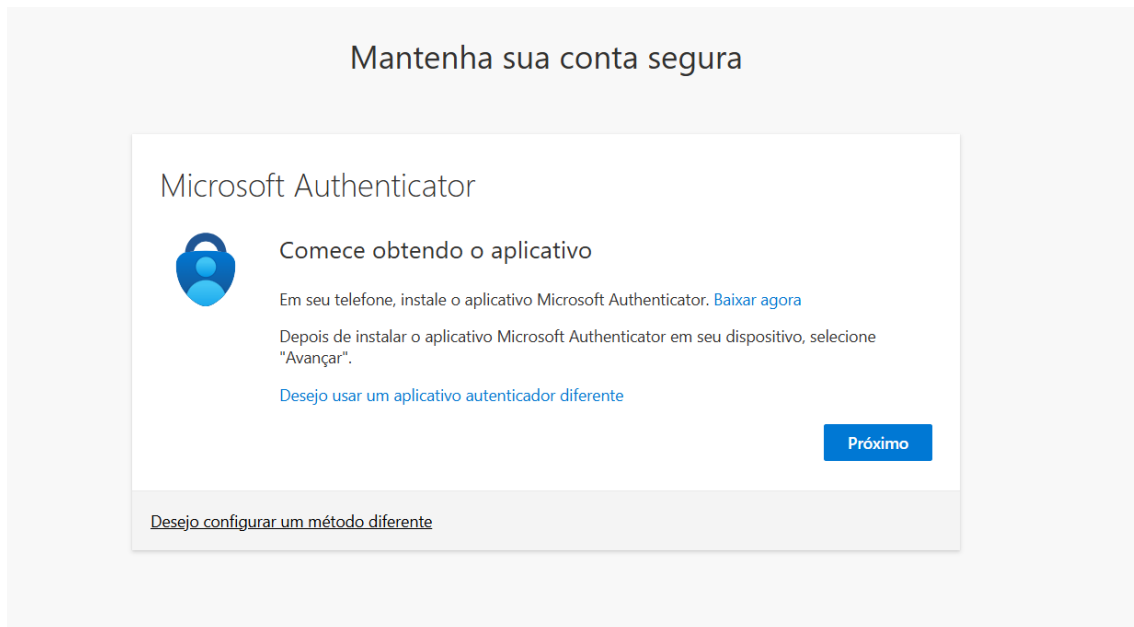 Mantenha sua conta segura
Microsoft Authenticator
Comece obtendo o aplicativo
Em seu telefone, instale o aplicativo Microsoft Authenticator. Baixar agora
Depois de instalar o aplicativo Microsoft Authenticator em seu dispositivo, selecione
"Avançar".
Desejo usar um aplicativo autenticador diferente
Próximo
Desejo configurar um método diferente